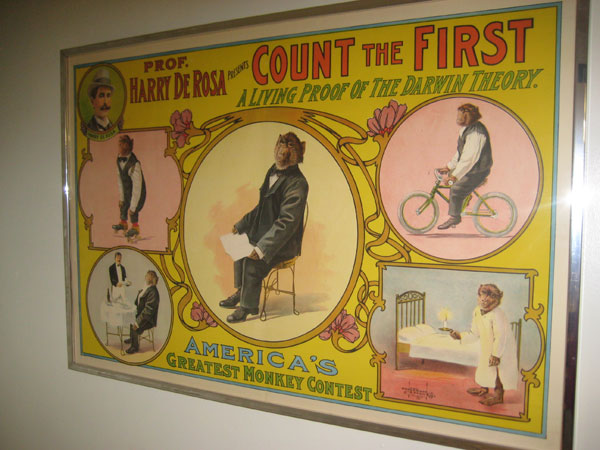 PROF.
HARRY DE ROSA
PRESENTS
COUNT THE FIRST
A LIVING PROOF OF THE DARWIN THEORY.
AMERICA'S
GREATEST MONKEY CONTEST